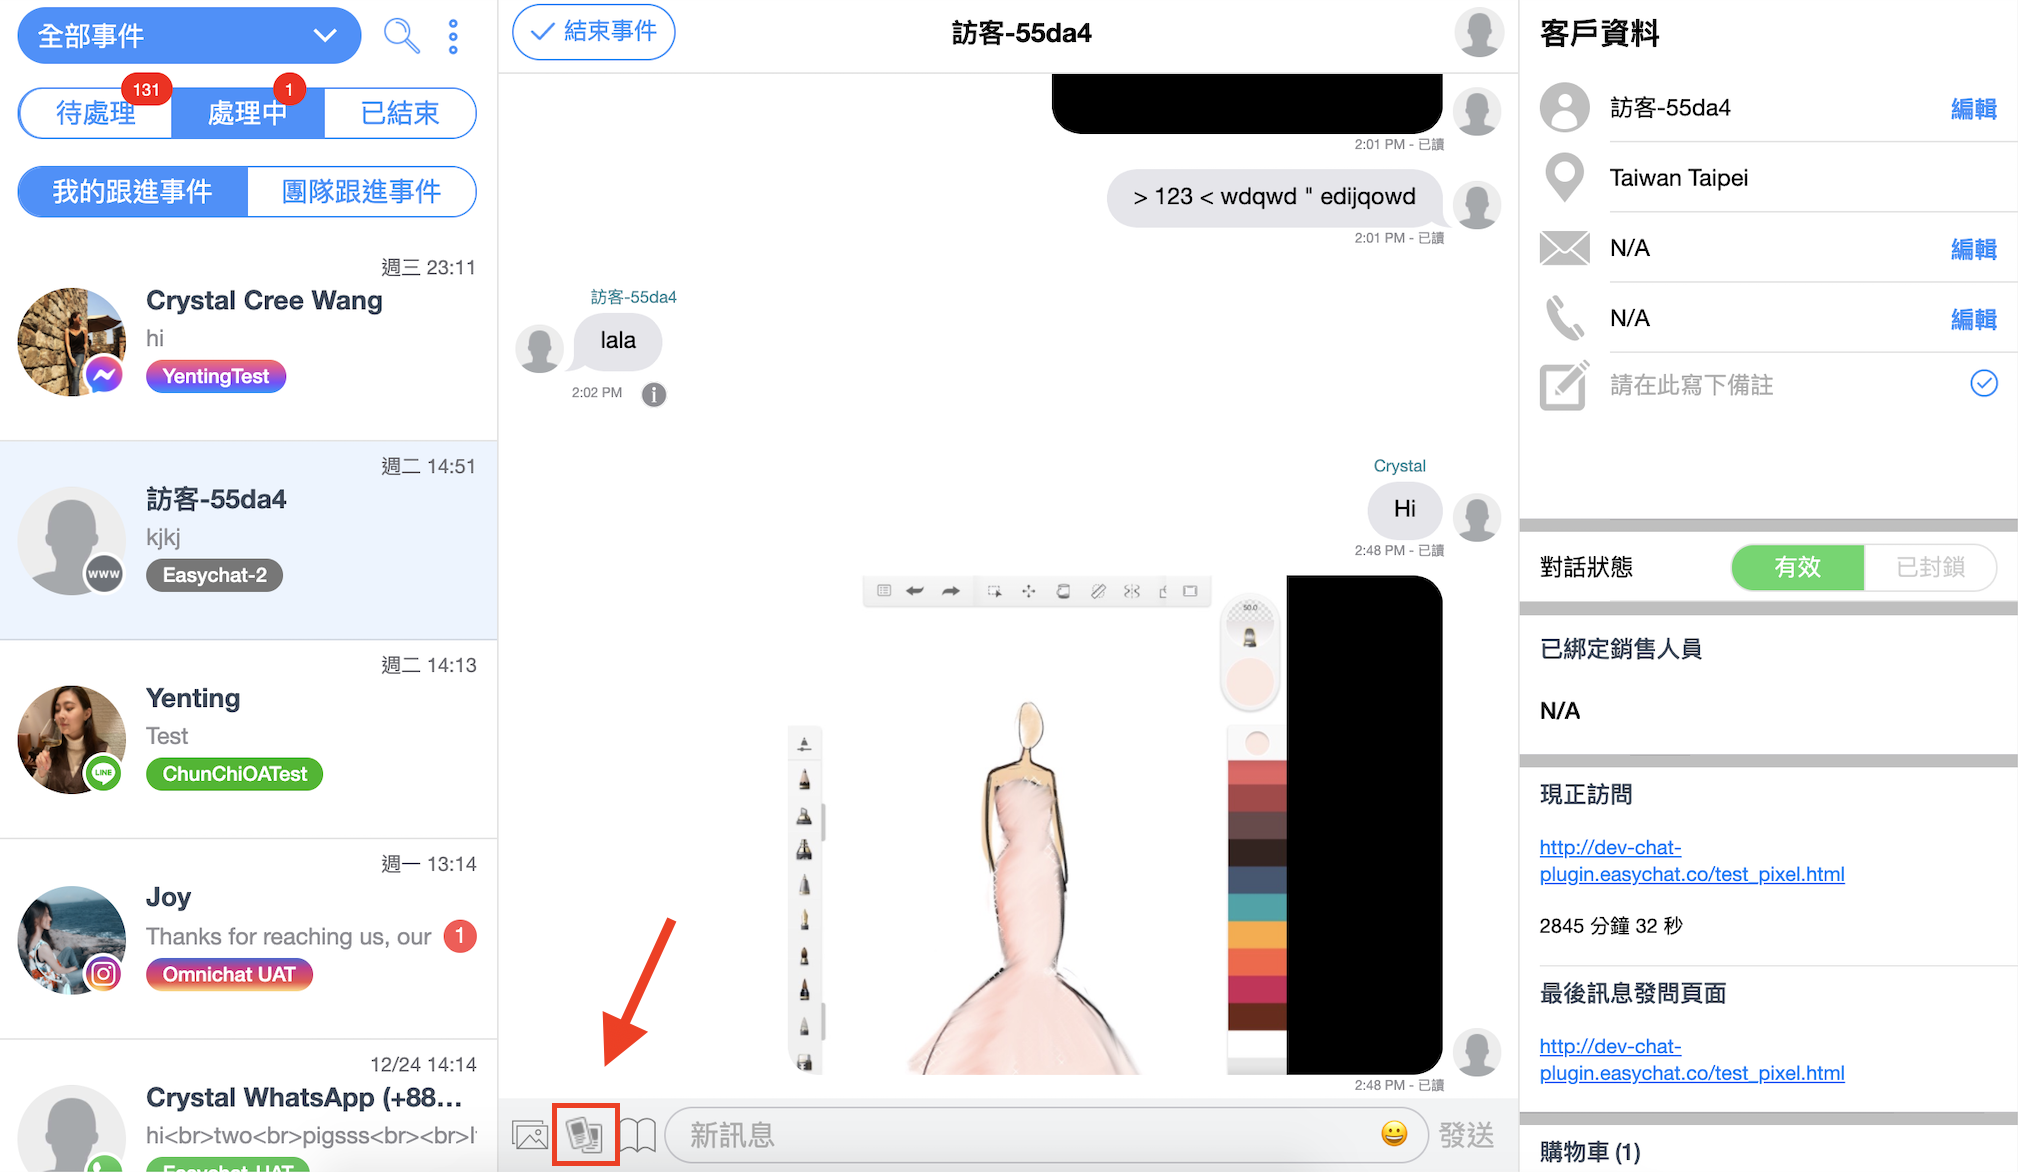 全部事件
待處理
131
處理中
1
已結束
我的跟進事件
團隊跟進事件
週三 23:11
Crystal Cree Wang
hi
YentingTest
週二 14:51
訪客-55da4
kjkj
www
Easychat-2
週二 14:13
Yenting
Test
LINE
ChunChiOATest
週一 13:14
Joy
Thanks for reaching us, our
1
Omnichat UAT
12/24 14:14
Crystal WhatsApp (+88...
hi<br>two<br>pigsss<br><br>l
Easychat UAT
結束事件
訪客-55da4
2:01 PM - 已讀
> 123 < wdqwd " edijqowd
2:01 PM - 已讀
訪客-55da4
lala
2:02 PM
i
Crystal
Hi
2:48 PM - 已讀
50.0
2:48 PM - 已讀
新訊息
發送
客戶資料
訪客-55da4
編輯
Taiwan Taipei
N/A
編輯
N/A
編輯
請在此寫下備註
對話狀態
有效
已封鎖
已綁定銷售人員
N/A
現正訪問
http://dev-chat-
plugin.easychat.co/test_pixel.html
2845 分鐘 32 秒
最後訊息發問頁面
http://dev-chat-
plugin.easychat.co/test_pixel.html
購物車 (1)